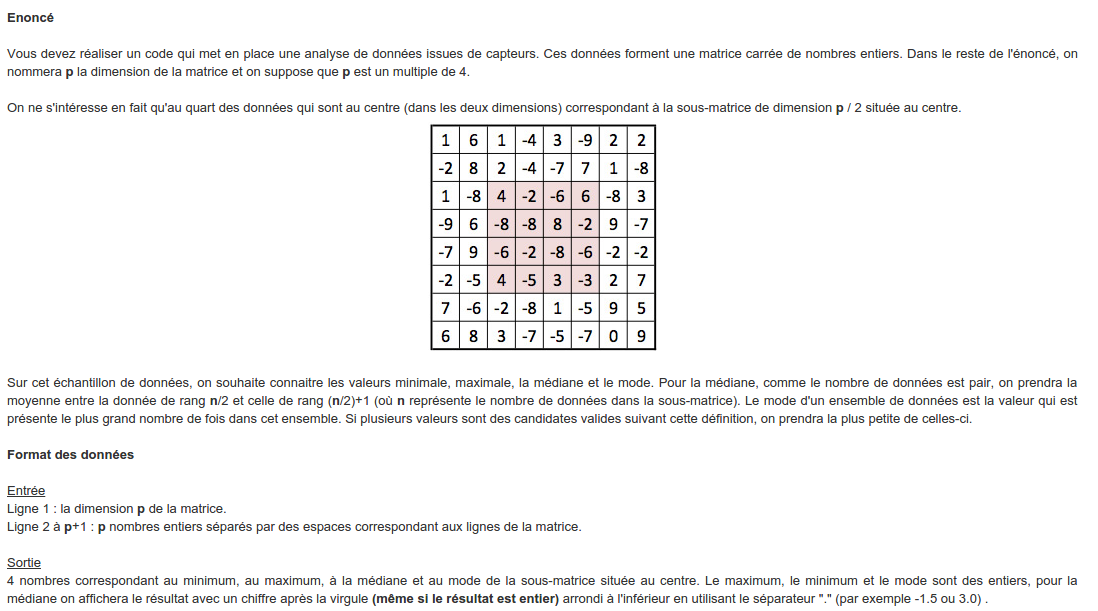 Enoncé
Vous devez réaliser un code qui met en place une analyse de données issues de capteurs. Ces données forment une matrice carrée de nombres entiers. Dans le reste de l'énoncé, on
nommera p la dimension de la matrice et on suppose que p est un multiple de 4.
On ne s'intéresse en fait qu'au quart des données qui sont au centre (dans les deux dimensions) correspondant à la sous-matrice de dimension p / 2 située au centre.
1 6 1 -4 3 -9 2 2
-2 8 2 -4 -7 7 1 -8
1 -8 4 -2 -6 6 -8 3
-9 6 -8 -8 8 -2 9 -7
-7 9 -6 -2 -8 -6 -2 -2
-2 -5 4 -5 3 -3 2 7
7 -6 -2 -8 1 -5 9 5
6 8 3 -7 -5 -7 0 9
Sur cet échantillon de données, on souhaite connaitre les valeurs minimale, maximale, la médiane et le mode. Pour la médiane, comme le nombre de données est pair, on prendra la
moyenne entre la donnée de rang n/2 et celle de rang (n/2)+1 (où n représente le nombre de données dans la sous-matrice). Le mode d'un ensemble de données est la valeur qui est
présente le plus grand nombre de fois dans cet ensemble. Si plusieurs valeurs sont des candidates valides suivant cette définition, on prendra la plus petite de celles-ci.
Format des données
Entrée
Ligne 1 : la dimension p de la matrice.
Ligne 2 à p+1 : p nombres entiers séparés par des espaces correspondant aux lignes de la matrice.
Sortie
4 nombres correspondant au minimum, au maximum, à la médiane et au mode de la sous-matrice située au centre. Le maximum, le minimum et le mode sont des entiers, pour la
médiane on affichera le résultat avec un chiffre après la virgule (même si le résultat est entier) arrondi à l'inférieur en utilisant le séparateur "." (par exemple -1.5 ou 3.0) .